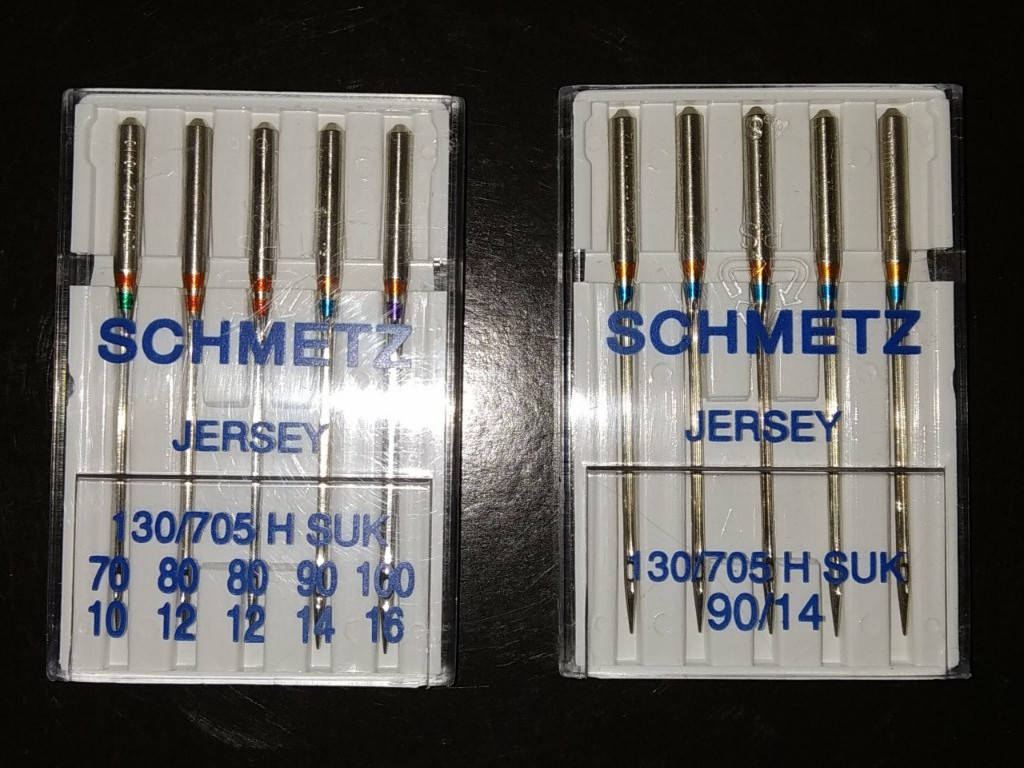 SCHMETZ
JERSEY
130/705 H SUK
70 80 80 90 100
10 12 12 14 16
SCHMETZ
JERSEY
130/705 H SUK
90/14